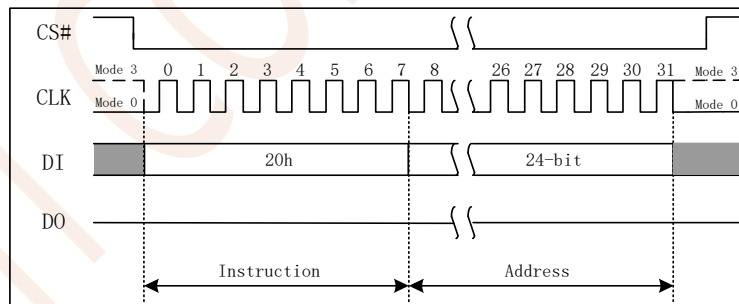 CS#
Mode 3 0 1 2 3 4 5 6 7 8 26 27 28 29 30 31 Mode 3
CLK
Mode 0 Mode 0
DI 20h 24-bit
DO
Instruction Address